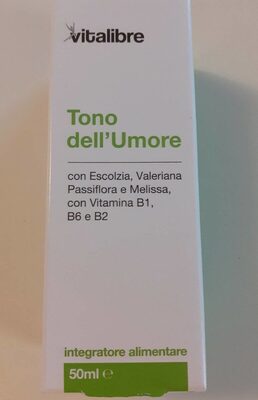 vitalibre
Tono
dell'Umore
con Escolzia, Valeriana
Passiflora e Melissa,
con Vitamina B1,
B6 e B2
integratore alimentare
50ml ℮